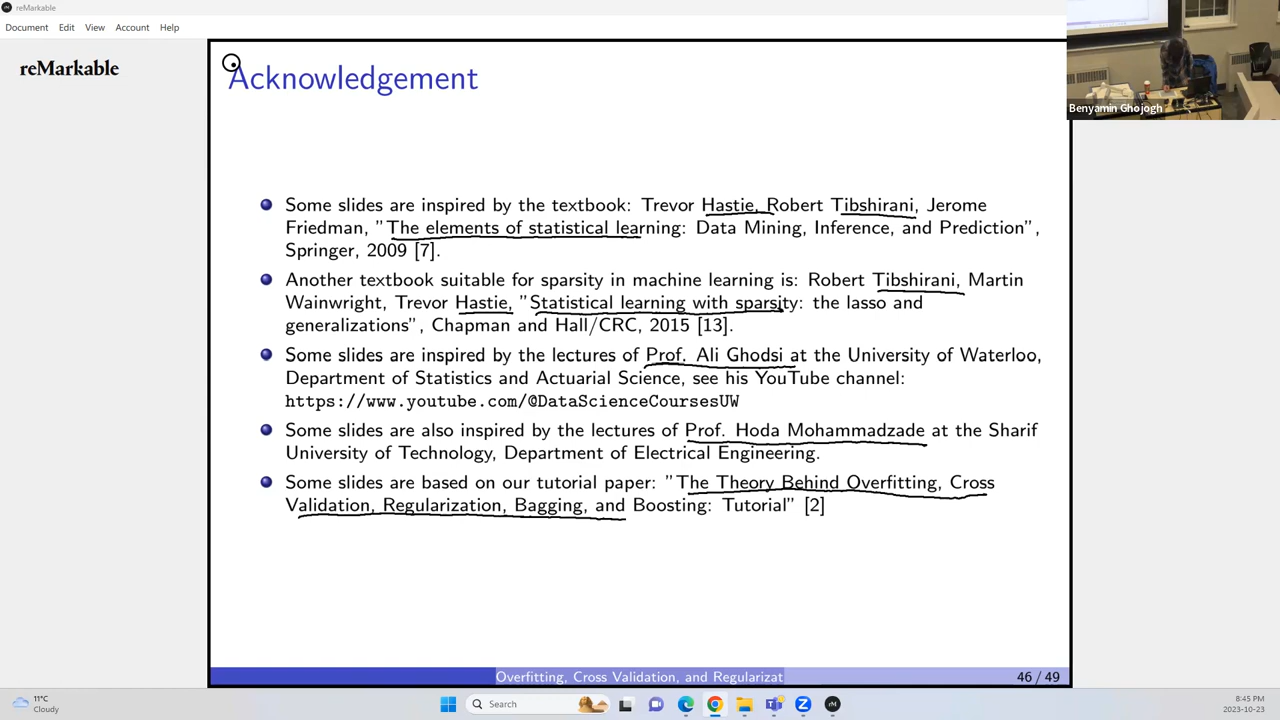 reMarkable
Document Edit View Account Help
reMarkable
Acknowledgement
Benyamin Ghojogh
Some slides are inspired by the textbook: Trevor Hastie, Robert Tibshirani, Jerome
Friedman, "The elements of statistical learning: Data Mining, Inference, and Prediction",
Springer, 2009 [7].
Another textbook suitable for sparsity in machine learning is: Robert Tibshirani, Martin
Wainwright, Trevor Hastie, "Statistical learning with sparsity: the lasso and
generalizations", Chapman and Hall/CRC, 2015 [13].
Some slides are inspired by the lectures of Prof. Ali Ghodsi at the University of Waterloo,
Department of Statistics and Actuarial Science, see his YouTube channel:
https://www.youtube.com/@DataScienceCoursesUW
Some slides are also inspired by the lectures of Prof. Hoda Mohammadzade at the Sharif
University of Technology, Department of Electrical Engineering.
Some slides are based on our tutorial paper: "The Theory Behind Overfitting, Cross
Validation, Regularization, Bagging, and Boosting: Tutorial" [2]
Overfitting, Cross Validation, and Regularizat 46 / 49
11°C
Cloudy
Search
8:45 PM
2023-10-23